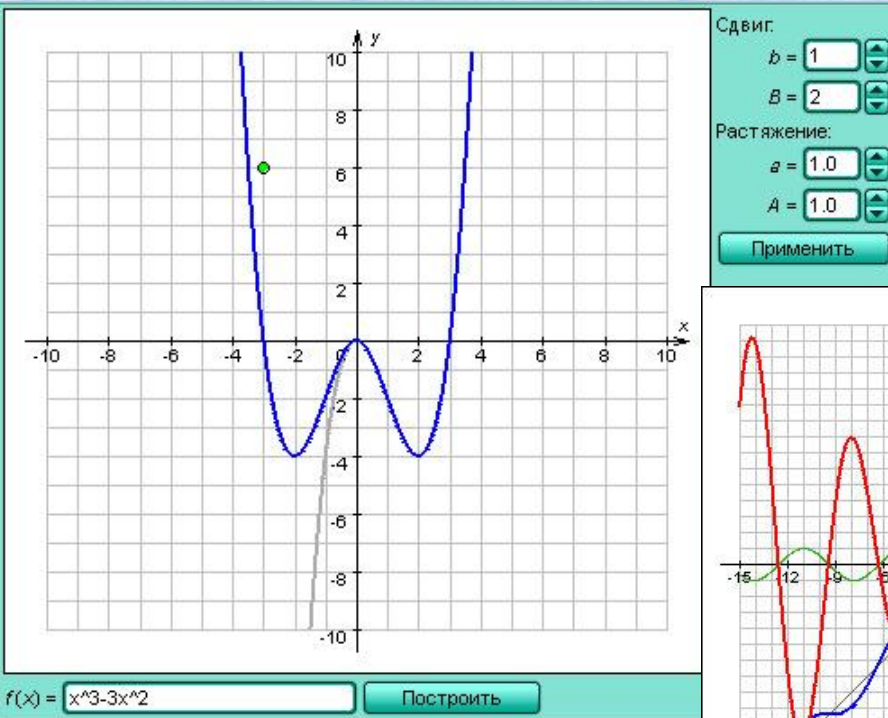 y
10
8
6
4
2
x
-10 -8 -6 -4 -2 0 2 4 6 8 10
-2
-4
-6
-8
-10
f(x) = x^3-3x^2 Построить
Сдвиг:
b = 1
B = 2
Растяжение:
a = 1.0
A = 1.0
Применить
-15 -12 -9